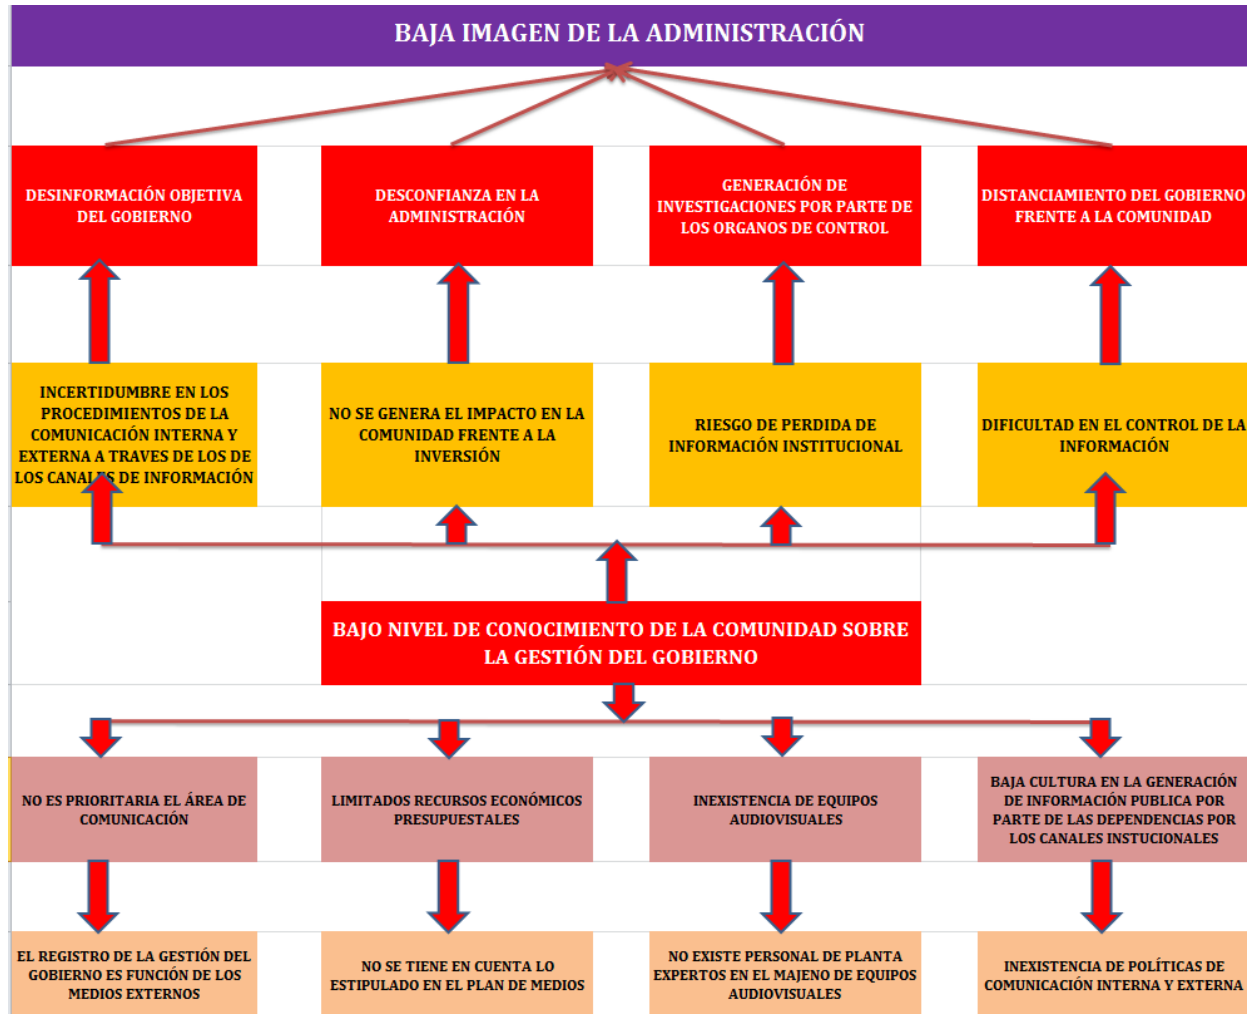 BAJA IMAGEN DE LA ADMINISTRACIÓN
DESINFORMACIÓN OBJETIVA
DEL GOBIERNO
DESCONFIANZA EN LA
ADMINISTRACIÓN
GENERACIÓN DE
INVESTIGACIONES POR PARTE DE
LOS ORGANOS DE CONTROL
DISTANCIAMIENTO DEL GOBIERNO
FRENTE A LA COMUNIDAD
INCERTIDUMBRE EN LOS
PROCEDIMIENTOS DE LA
COMUNICACIÓN INTERNA Y
EXTERNA A TRAVES DE LOS DE
LOS CANALES DE INFORMACIÓN
NO SE GENERA EL IMPACTO EN LA
COMUNIDAD FRENTE A LA
INVERSIÓN
RIESGO DE PERDIDA DE
INFORMACIÓN INSTITUCIONAL
DIFICULTAD EN EL CONTROL DE LA
INFORMACIÓN
BAJO NIVEL DE CONOCIMIENTO DE LA COMUNIDAD SOBRE
LA GESTIÓN DEL GOBIERNO
NO ES PRIORITARIA EL ÁREA DE
COMUNICACIÓN
LIMITADOS RECURSOS ECONÓMICOS
PRESUPUESTALES
INEXISTENCIA DE EQUIPOS
AUDIOVISUALES
BAJA CULTURA EN LA GENERACIÓN
DE INFORMACIÓN PUBLICA POR
PARTE DE LAS DEPENDENCIAS POR
LOS CANALES INSTUCIONALES
EL REGISTRO DE LA GESTIÓN DEL
GOBIERNO ES FUNCIÓN DE LOS
MEDIOS EXTERNOS
NO SE TIENE EN CUENTA LO
ESTIPULADO EN EL PLAN DE MEDIOS
NO EXISTE PERSONAL DE PLANTA
EXPERTOS EN EL MAJENO DE EQUIPOS
AUDIOVISUALES
INEXISTENCIA DE POLÍTICAS DE
COMUNICACIÓN INTERNA Y EXTERNA